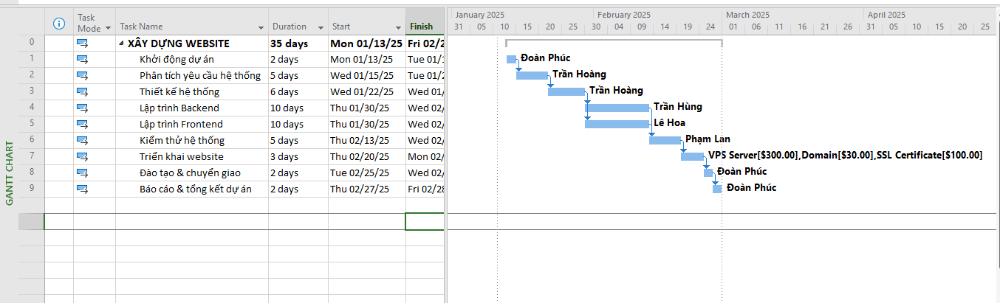 Task Mode Task Name Duration Start Finish
January 2025 February 2025 March 2025 April 2025
31 05 10 15 20 25 30 04 09 14 19 24 01 06 11 16 21 26 31 05 10 15 20 25
0 XÂY DỰNG WEBSITE 35 days Mon 01/13/25 Fri 02/2
1 Khởi động dự án 2 days Mon 01/13/25 Tue 01/1 Đoàn Phúc
2 Phân tích yêu cầu hệ thống 5 days Wed 01/15/25 Tue 01/2 Trần Hoàng
3 Thiết kế hệ thống 6 days Wed 01/22/25 Wed 01/ Trần Hoàng
4 Lập trình Backend 10 days Thu 01/30/25 Wed 02/ Trần Hùng
5 Lập trình Frontend 10 days Thu 01/30/25 Wed 02/ Lê Hoa
6 Kiểm thử hệ thống 5 days Thu 02/13/25 Wed 02/ Phạm Lan
7 Triển khai website 3 days Thu 02/20/25 Mon 02/ VPS Server[$300.00],Domain[$30.00],SSL Certificate[$100.00]
8 Đào tạo & chuyển giao 2 days Tue 02/25/25 Wed 02/ Đoàn Phúc
9 Báo cáo & tổng kết dự án 2 days Thu 02/27/25 Fri 02/28 Đoàn Phúc
GANTT CHART